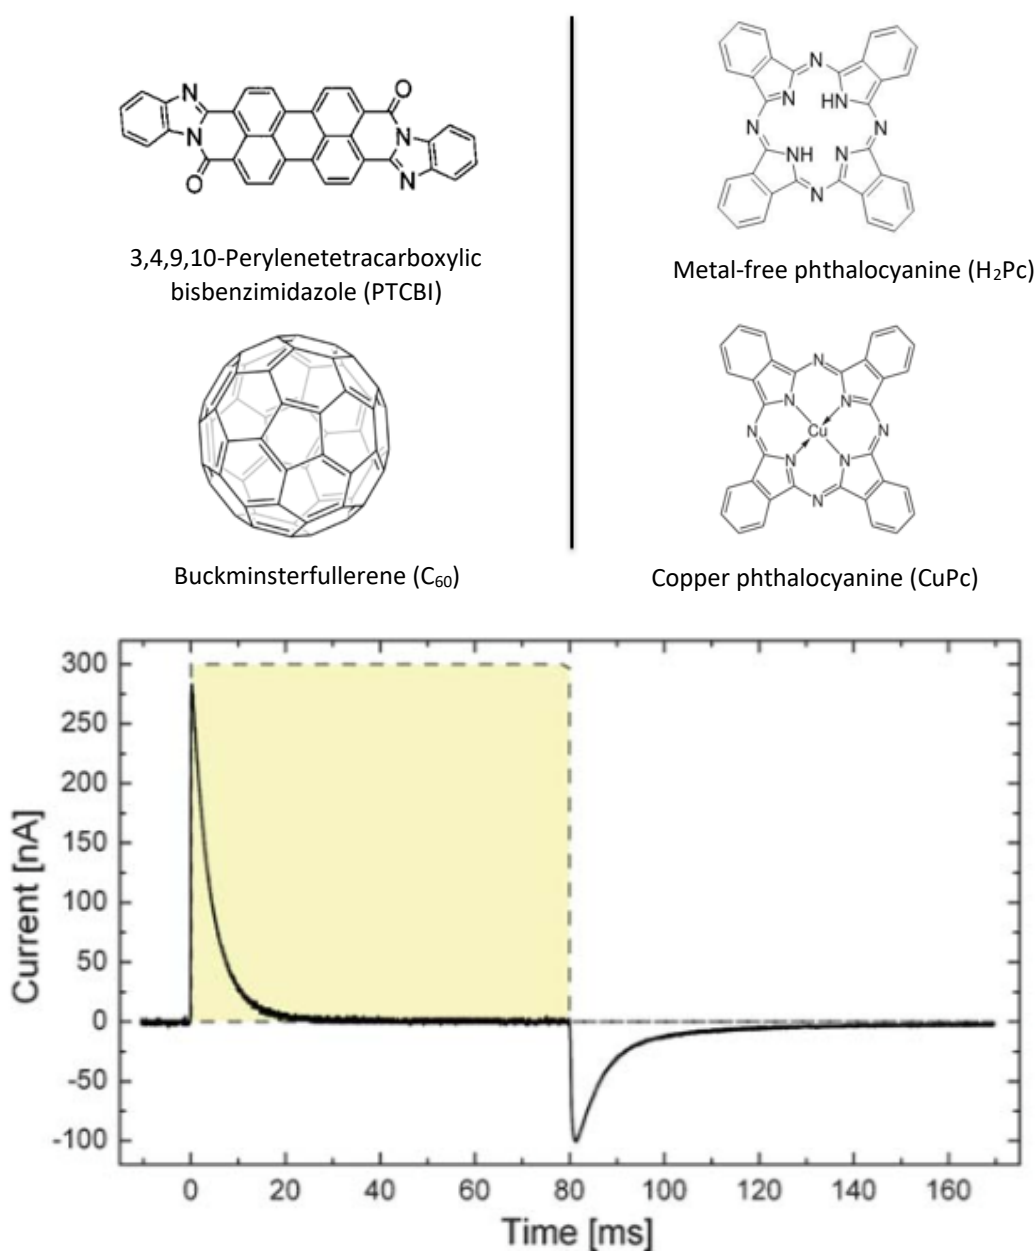 N O
N N
O N
3,4,9,10-Perylenetetracarboxylic
bisbenzimidazole (PTCBI)
N
N HN
N N
NH N
N
Metal-free phthalocyanine (H₂Pc)
Buckminsterfullerene (C₆₀)
N
N N
N Cu N
N N
N
Copper phthalocyanine (CuPc)
Current [nA]
300
250
200
150
100
50
0
-50
-100
0 20 40 60 80 100 120 140 160
Time [ms]